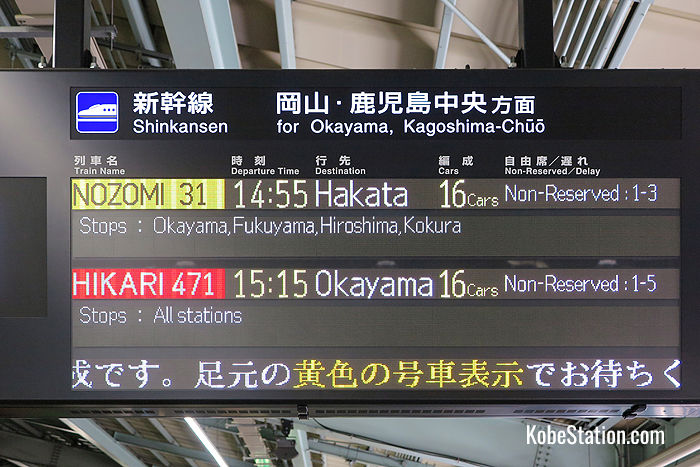 新幹線 岡山・鹿児島中央方面
Shinkansen for Okayama, Kagoshima-Chūō
列車名 時刻 行先 編成 自由席／遅れ
Train Name Departure Time Destination Cars Non-Reserved/Delay
NOZOMI 31 14:55 Hakata 16Cars Non-Reserved:1-3
Stops : Okayama,Fukuyama,Hiroshima,Kokura
HIKARI 471 15:15 Okayama 16Cars Non-Reserved:1-5
Stops : All stations
成です。足元の黄色の号車表示でお待ちく
KobeStation.com